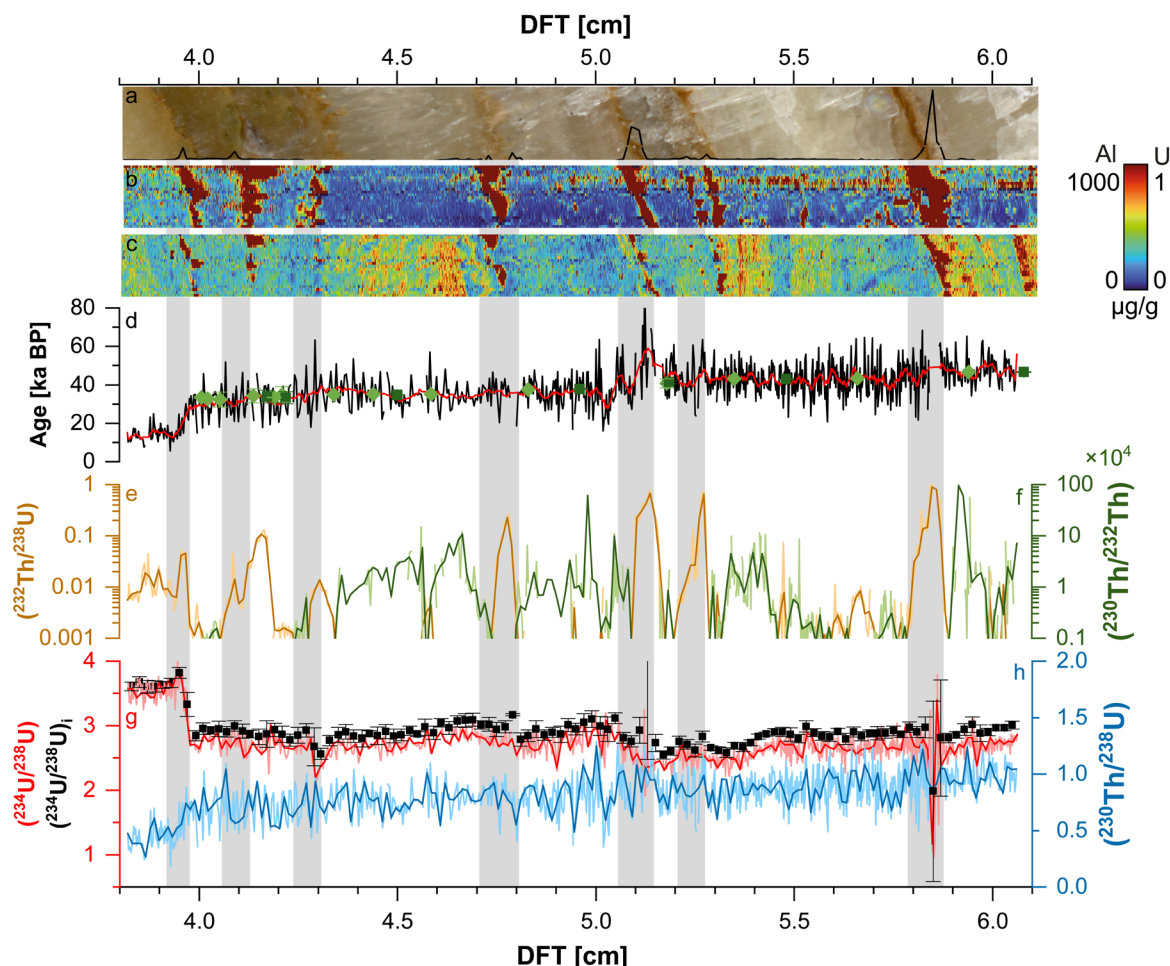 DFT [cm]
4.0 4.5 5.0 5.5 6.0
a
Al U
1000 1
b
c
0 0
µg/g
80
d
60
40
20
0
Age [ka BP]
×10⁴
1 e f 100
0.1 10
0.01 1
0.001 0.1
(²³²Th/²³⁸U)
(²³⁰Th/²³²Th)
4 h 2.0
g
3 1.5
2 1.0
1 0.5
0.0
(²³⁴U/²³⁸U)
(²³⁴U/²³⁸U)ᵢ
(²³⁰Th/²³⁸U)
4.0 4.5 5.0 5.5 6.0
DFT [cm]